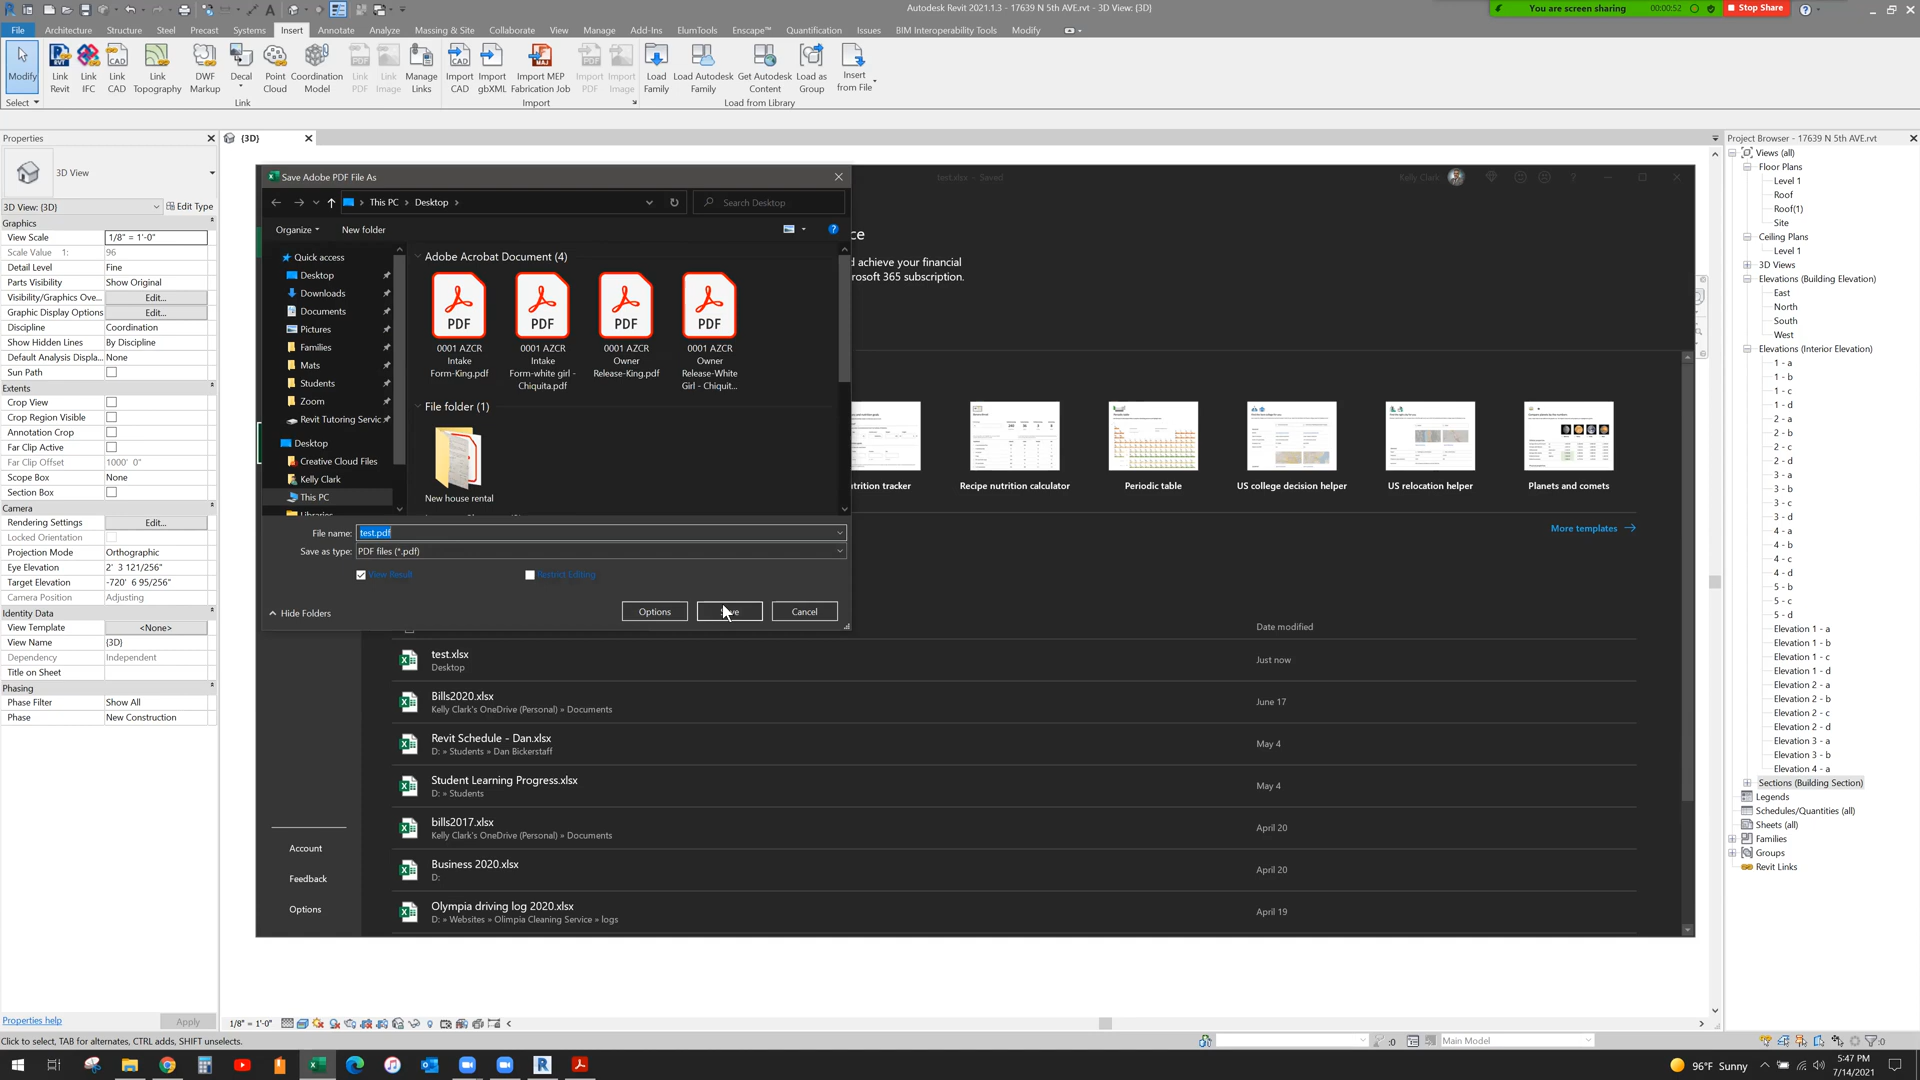 Autodesk Revit 2021.1.3 - 17639 N 5th AVE.rvt - 3D View: {3D}
You are screen sharing
00:00:52
Stop Share
File Architecture Structure Steel Precast Systems Insert Annotate Analyze Massing & Site Collaborate View Manage Add-Ins ElumTools Enscape™ Quantification Issues BIM Interoperability Tools Modify
Modify
Link Revit
Link IFC
Link CAD
Link Topography
DWF Markup
Decal
Point Cloud
Coordination Model
Link PDF
Link Image
Manage Links
Import CAD
Import gbXML
Import MEP Fabrication Job
Import PDF
Import Image
Load Family
Load Autodesk Family
Get Autodesk Content
Load as Group
Insert from File
Select
Link
Import
Load from Library
Properties
3D View
3D View: {3D}
Edit Type
Graphics
View Scale 1/8" = 1'-0"
Scale Value 1: 96
Detail Level Fine
Parts Visibility Show Original
Visibility/Graphics Ove... Edit...
Graphic Display Options Edit...
Discipline Coordination
Show Hidden Lines By Discipline
Default Analysis Displa... None
Sun Path
Extents
Crop View
Crop Region Visible
Annotation Crop
Far Clip Active
Far Clip Offset 1000' 0"
Scope Box None
Section Box
Camera
Rendering Settings Edit...
Locked Orientation
Projection Mode Orthographic
Eye Elevation 2' 3 121/256"
Target Elevation -720' 6 95/256"
Camera Position Adjusting
Identity Data
View Template <None>
View Name {3D}
Dependency Independent
Title on Sheet
Phasing
Phase Filter Show All
Phase New Construction
Properties help
Apply
{3D}
Save Adobe PDF File As
This PC > Desktop >
Search Desktop
Organize
New folder
Quick access
Desktop
Downloads
Documents
Pictures
Families
Mats
Students
Zoom
Revit Tutoring Servic
Desktop
Creative Cloud Files
Kelly Clark
This PC
Libraries
Adobe Acrobat Document (4)
PDF
0001 AZCR Intake Form-King.pdf
PDF
0001 AZCR Intake Form-white girl - Chiquita.pdf
PDF
0001 AZCR Owner Release-King.pdf
PDF
0001 AZCR Owner Release-White Girl - Chiquit...
File folder (1)
New house rental
File name: test.pdf
Save as type: PDF files (*.pdf)
View Result
Restrict Editing
Hide Folders
Options
Cancel
test.xlsx - Saved
Kelly Clark
ce
d achieve your financial
rosoft 365 subscription.
utrition tracker
Recipe nutrition calculator
Periodic table
US college decision helper
US relocation helper
Planets and comets
More templates
Date modified
test.xlsx
Desktop
Just now
Bills2020.xlsx
Kelly Clark's OneDrive (Personal) » Documents
June 17
Revit Schedule - Dan.xlsx
D: » Students » Dan Bickerstaff
May 4
Student Learning Progress.xlsx
D: » Students
May 4
bills2017.xlsx
Kelly Clark's OneDrive (Personal) » Documents
April 20
Business 2020.xlsx
D:
April 20
Olympia driving log 2020.xlsx
D: » Websites » Olimpia Cleaning Service » logs
April 19
Account
Feedback
Options
Project Browser - 17639 N 5th AVE.rvt
Views (all)
Floor Plans
Level 1
Roof
Roof(1)
Site
Ceiling Plans
Level 1
3D Views
Elevations (Building Elevation)
East
North
South
West
Elevations (Interior Elevation)
1 - a
1 - b
1 - c
1 - d
2 - a
2 - b
2 - c
2 - d
3 - a
3 - b
3 - c
3 - d
4 - a
4 - b
4 - c
4 - d
5 - b
5 - c
5 - d
Elevation 1 - a
Elevation 1 - b
Elevation 1 - c
Elevation 1 - d
Elevation 2 - a
Elevation 2 - b
Elevation 2 - c
Elevation 2 - d
Elevation 3 - a
Elevation 3 - b
Elevation 4 - a
Sections (Building Section)
Legends
Schedules/Quantities (all)
Sheets (all)
Families
Groups
Revit Links
1/8" = 1'-0"
Click to select, TAB for alternates, CTRL adds, SHIFT unselects.
:0
Main Model
:0
96°F Sunny
5:47 PM
7/14/2021